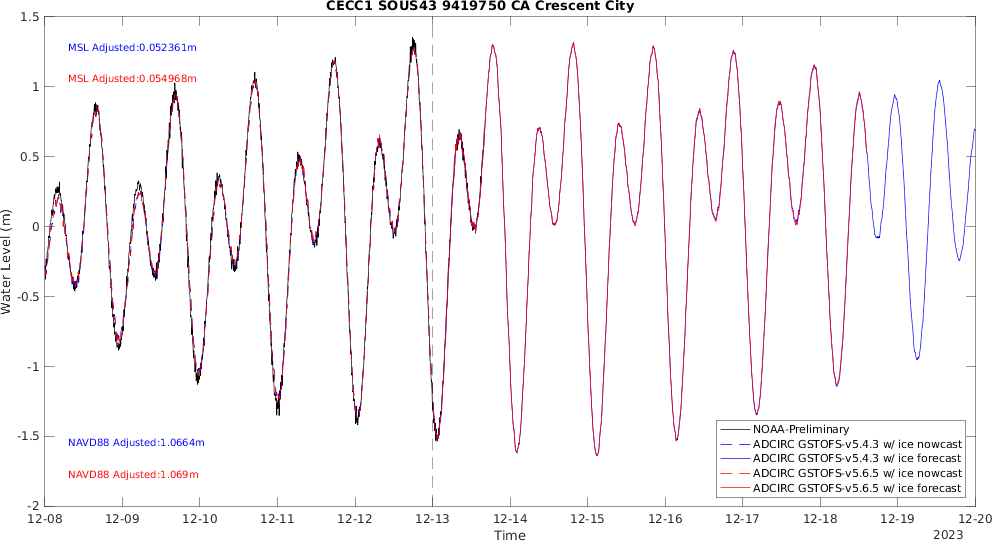 CECC1 SOUS43 9419750 CA Crescent City
1.5
MSL Adjusted:0.052361m
MSL Adjusted:0.054968m
1
0.5
0
-0.5
-1
-1.5
-2
Water Level (m)
NAVD88 Adjusted:1.0664m
NAVD88 Adjusted:1.069m
NOAA-Preliminary
ADCIRC GSTOFS-v5.4.3 w/ ice nowcast
ADCIRC GSTOFS-v5.4.3 w/ ice forecast
ADCIRC GSTOFS-v5.6.5 w/ ice nowcast
ADCIRC GSTOFS-v5.6.5 w/ ice forecast
12-08 12-09 12-10 12-11 12-12 12-13 12-14 12-15 12-16 12-17 12-18 12-19 12-20
Time
2023